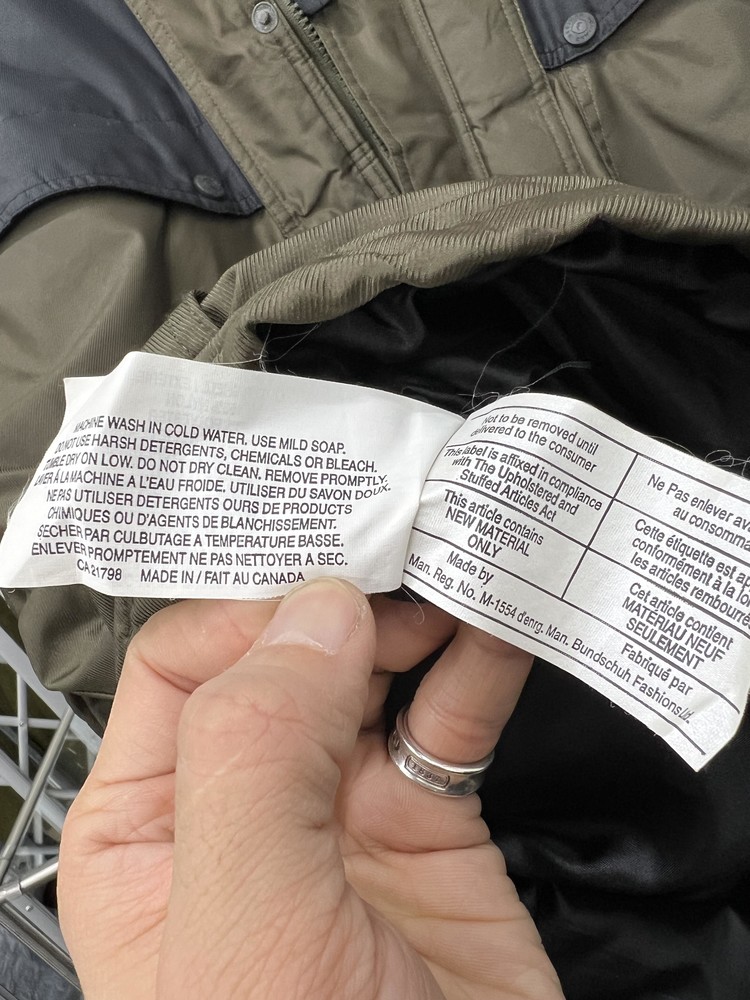 MACHINE WASH IN COLD WATER. USE MILD SOAP.
DO NOT USE HARSH DETERGENTS, CHEMICALS OR BLEACH.
TUMBLE DRY ON LOW. DO NOT DRY CLEAN. REMOVE PROMPTLY.
LAVER À LA MACHINE A L'EAU FROIDE. UTILISER DU SAVON DOUX.
NE PAS UTILISER DETERGENTS OURS DE PRODUCTS
CHIMIQUES OU D'AGENTS DE BLANCHISSEMENT.
SECHER PAR CULBUTAGE A TEMPERATURE BASSE.
ENLEVER PROMPTEMENT NE PAS NETTOYER A SEC.
CA 21798 MADE IN / FAIT AU CANADA
Not to be removed until
delivered to the consumer
This label is affixed in compliance
with The Upholstered and
Stuffed Articles Act
This article contains
NEW MATERIAL
ONLY
Made by
Ne Pas enlever
au
Cette étiquette est
conformément à la
les articles
Cet article contient
MATERIAU NEUF
SEULEMENT
Fabriqué par
Man. Reg. No. M-1554 d'enrg. Man. Bundschuh Fashions Ltd.